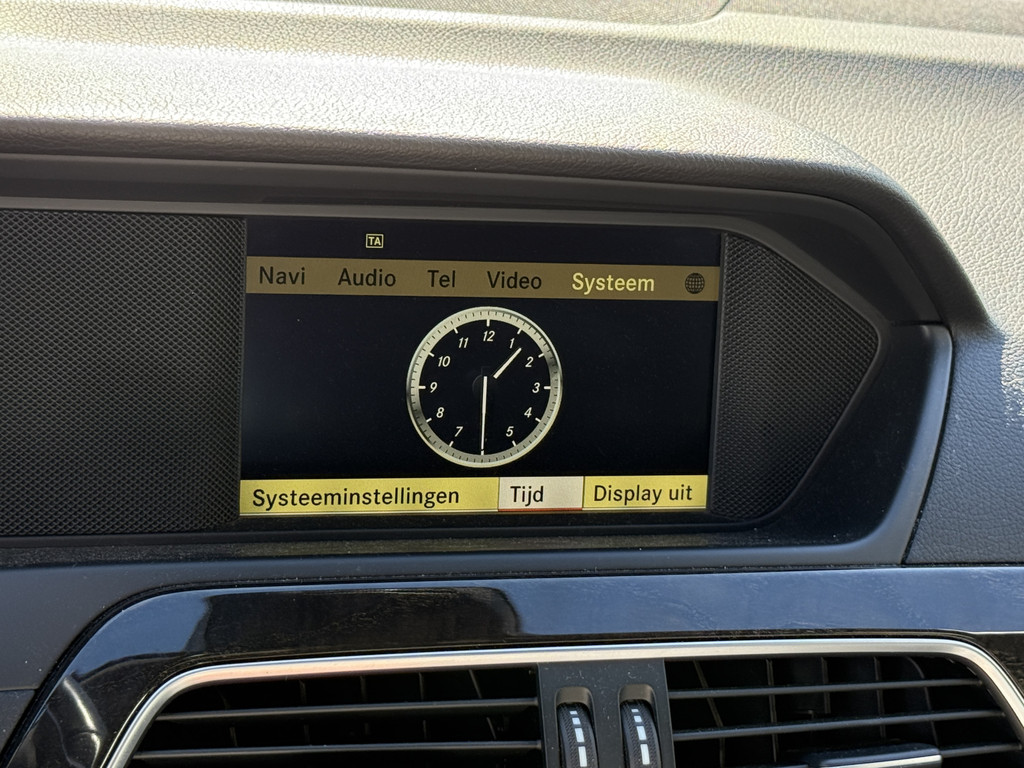 TA
Navi Audio Tel Video Systeem
12
11 1
10 2
9 3
8 4
7 5
Systeeminstellingen Tijd Display uit